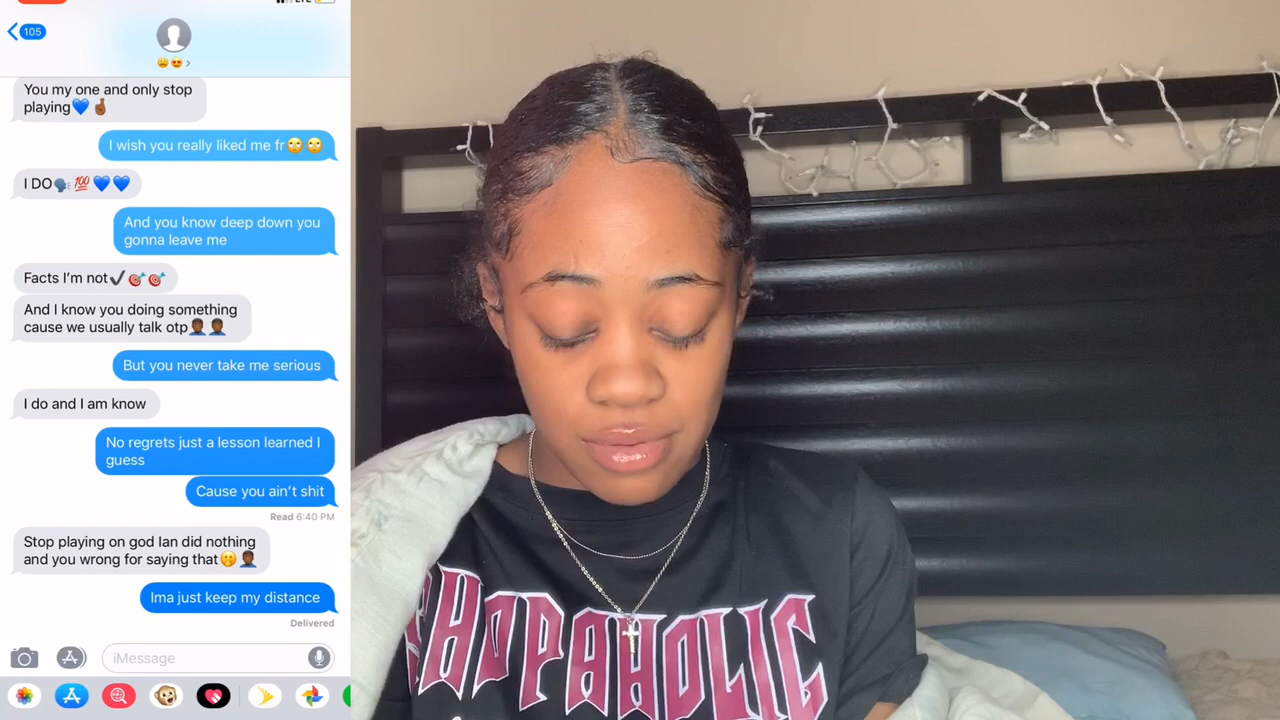 105
You my one and only stop
playing💙🤞🏾
I wish you really liked me fr🙄🙄
I DO🗣💯💙💙
And you know deep down you
gonna leave me
Facts I'm not✔🎯🎯
And I know you doing something
cause we usually talk otp🤦🏾‍♂️🤦🏾‍♂️
But you never take me serious
I do and I am know
No regrets just a lesson learned I
guess
Cause you ain't shit
Read 6:40 PM
Stop playing on god Ian did nothing
and you wrong for saying that🤭🤦🏾‍♂️
Ima just keep my distance
Delivered
iMessage
SHOPAHOLIC